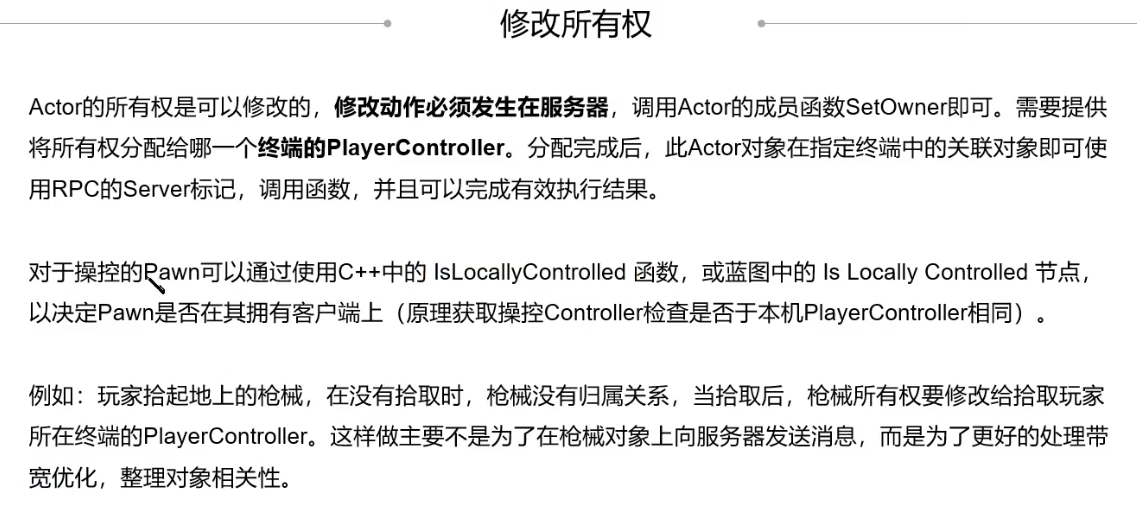 修改所有权
Actor的所有权是可以修改的，修改动作必须发生在服务器，调用Actor的成员函数SetOwner即可。需要提供
将所有权分配给哪一个终端的PlayerController。分配完成后，此Actor对象在指定终端中的关联对象即可使
用RPC的Server标记，调用函数，并且可以完成有效执行结果。
对于操控的Pawn可以通过使用C++中的 IsLocallyControlled 函数，或蓝图中的 Is Locally Controlled 节点，
以决定Pawn是否在其拥有客户端上（原理获取操控Controller检查是否于本机PlayerController相同）。
例如：玩家拾起地上的枪械，在没有拾取时，枪械没有归属关系，当拾取后，枪械所有权要修改给拾取玩家
所在终端的PlayerController。这样做主要不是为了在枪械对象上向服务器发送消息，而是为了更好的处理带
宽优化，整理对象相关性。